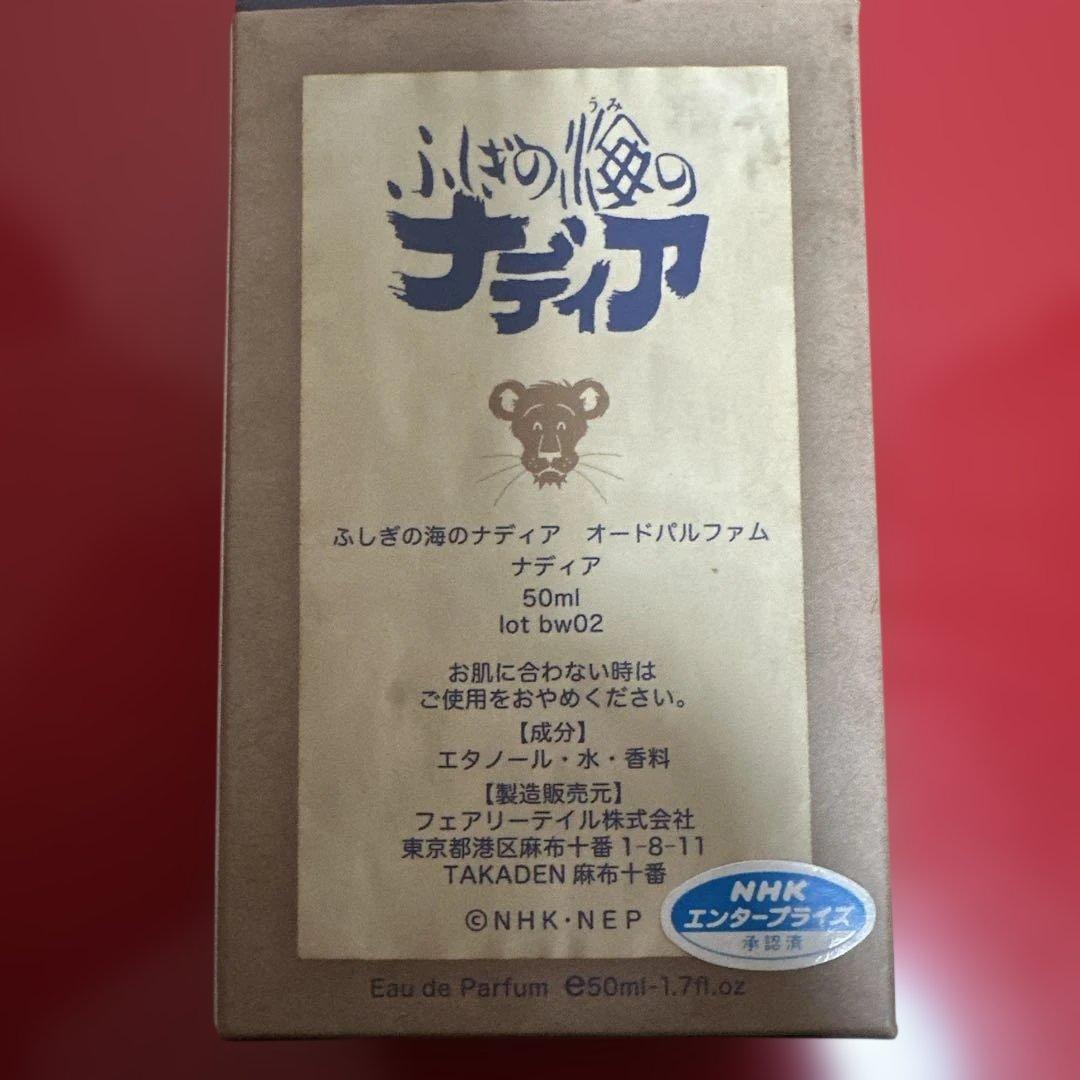 うみ
ふしぎの海の
ナディア
ふしぎの海のナディア　オードパルファム
ナディア
50ml
lot bw02
お肌に合わない時は
ご使用をおやめください。
【成分】
エタノール・水・香料
【製造販売元】
フェアリーテイル株式会社
東京都港区麻布十番 1-8-11
TAKADEN 麻布十番
©NHK・NEP
NHK
エンタープライズ
承認済
Eau de Parfum ℮50ml-1.7fl.oz